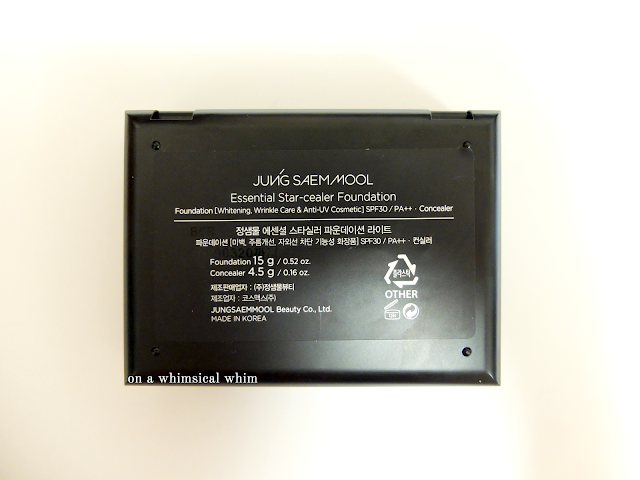 JUNG SAEM MOOL
Essential Star-cealer Foundation
Foundation [Whitening, Wrinkle Care & Anti-UV Cosmetic] SPF30 / PA++ · Concealer
정샘물 에센셜 스타실러 파운데이션 라이트
파운데이션 [미백, 주름개선, 자외선 차단 기능성 화장품] SPF30 / PA++ · 컨실러
Foundation 15 g / 0.52 oz.
Concealer 4.5 g / 0.16 oz.
제조판매업자 : (주)정샘물뷰티
제조업자 : 코스맥스(주)
JUNGSAEMMOOL Beauty Co., Ltd.
MADE IN KOREA
플라스틱
OTHER
12M
on a whimsical whim